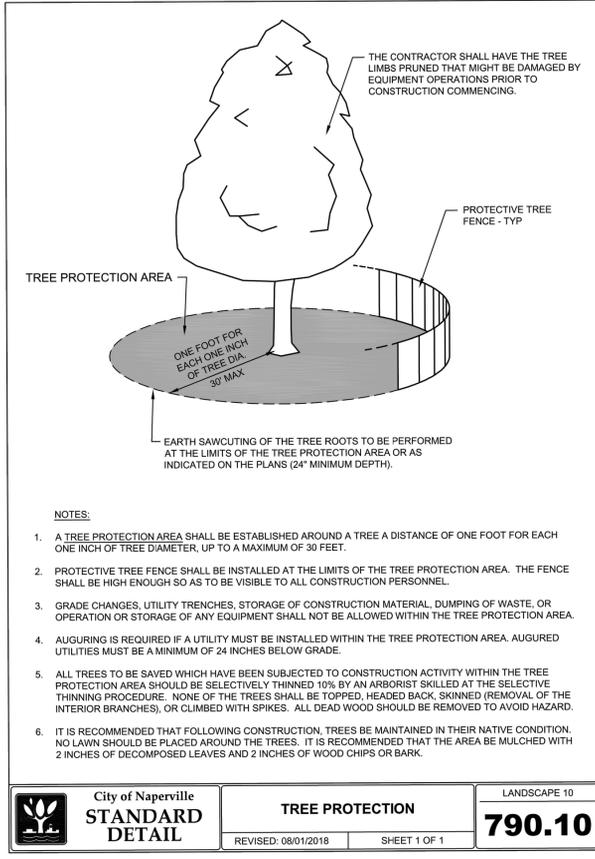 THE CONTRACTOR SHALL HAVE THE TREE
LIMBS PRUNED THAT MIGHT BE DAMAGED BY
EQUIPMENT OPERATIONS PRIOR TO
CONSTRUCTION COMMENCING.
PROTECTIVE TREE
FENCE - TYP
TREE PROTECTION AREA
ONE FOOT FOR
EACH ONE INCH
OF TREE DIA.
30' MAX
EARTH SAWCUTING OF THE TREE ROOTS TO BE PERFORMED
AT THE LIMITS OF THE TREE PROTECTION AREA OR AS
INDICATED ON THE PLANS (24" MINIMUM DEPTH).
NOTES:
1. A TREE PROTECTION AREA SHALL BE ESTABLISHED AROUND A TREE A DISTANCE OF ONE FOOT FOR EACH
ONE INCH OF TREE DIAMETER, UP TO A MAXIMUM OF 30 FEET.
2. PROTECTIVE TREE FENCE SHALL BE INSTALLED AT THE LIMITS OF THE TREE PROTECTION AREA. THE FENCE
SHALL BE HIGH ENOUGH SO AS TO BE VISIBLE TO ALL CONSTRUCTION PERSONNEL.
3. GRADE CHANGES, UTILITY TRENCHES, STORAGE OF CONSTRUCTION MATERIAL, DUMPING OF WASTE, OR
OPERATION OR STORAGE OF ANY EQUIPMENT SHALL NOT BE ALLOWED WITHIN THE TREE PROTECTION AREA.
4. AUGURING IS REQUIRED IF A UTILITY MUST BE INSTALLED WITHIN THE TREE PROTECTION AREA. AUGURED
UTILITIES MUST BE A MINIMUM OF 24 INCHES BELOW GRADE.
5. ALL TREES TO BE SAVED WHICH HAVE BEEN SUBJECTED TO CONSTRUCTION ACTIVITY WITHIN THE TREE
PROTECTION AREA SHOULD BE SELECTIVELY THINNED 10% BY AN ARBORIST SKILLED AT THE SELECTIVE
THINNING PROCEDURE. NONE OF THE TREES SHALL BE TOPPED, HEADED BACK, SKINNED (REMOVAL OF THE
INTERIOR BRANCHES), OR CLIMBED WITH SPIKES. ALL DEAD WOOD SHOULD BE REMOVED TO AVOID HAZARD.
6. IT IS RECOMMENDED THAT FOLLOWING CONSTRUCTION, TREES BE MAINTAINED IN THEIR NATIVE CONDITION.
NO LAWN SHOULD BE PLACED AROUND THE TREES. IT IS RECOMMENDED THAT THE AREA BE MULCHED WITH
2 INCHES OF DECOMPOSED LEAVES AND 2 INCHES OF WOOD CHIPS OR BARK.
City of Naperville
STANDARD
DETAIL
TREE PROTECTION
REVISED: 08/01/2018
SHEET 1 OF 1
LANDSCAPE 10
790.10